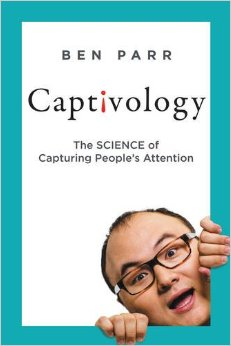 BEN PARR
Captivology
The SCIENCE of
Capturing People's Attention